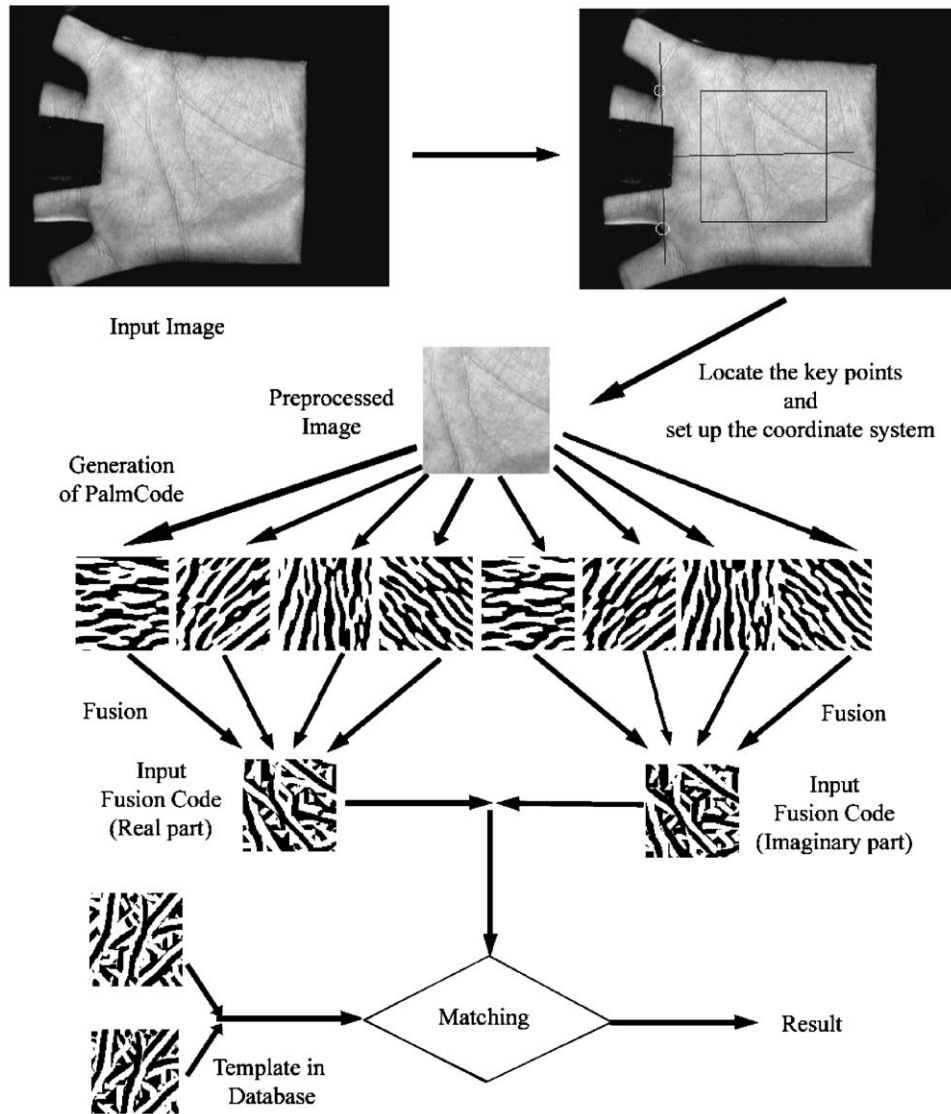 Input Image
Locate the key points
and
set up the coordinate system
Preprocessed
Image
Generation
of PalmCode
Fusion
Fusion
Input
Fusion Code
(Real part)
Input
Fusion Code
(Imaginary part)
Matching
Result
Template in
Database